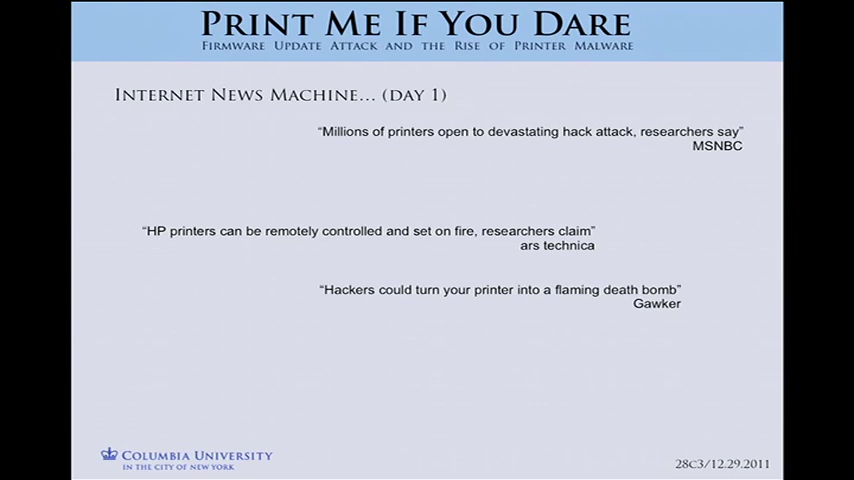 PRINT ME IF YOU DARE
FIRMWARE UPDATE ATTACK AND THE RISE OF PRINTER MALWARE
INTERNET NEWS MACHINE... (DAY 1)
“Millions of printers open to devastating hack attack, researchers say”
MSNBC
“HP printers can be remotely controlled and set on fire, researchers claim”
ars technica
“Hackers could turn your printer into a flaming death bomb”
Gawker
COLUMBIA UNIVERSITY
IN THE CITY OF NEW YORK
28C3/12.29.2011